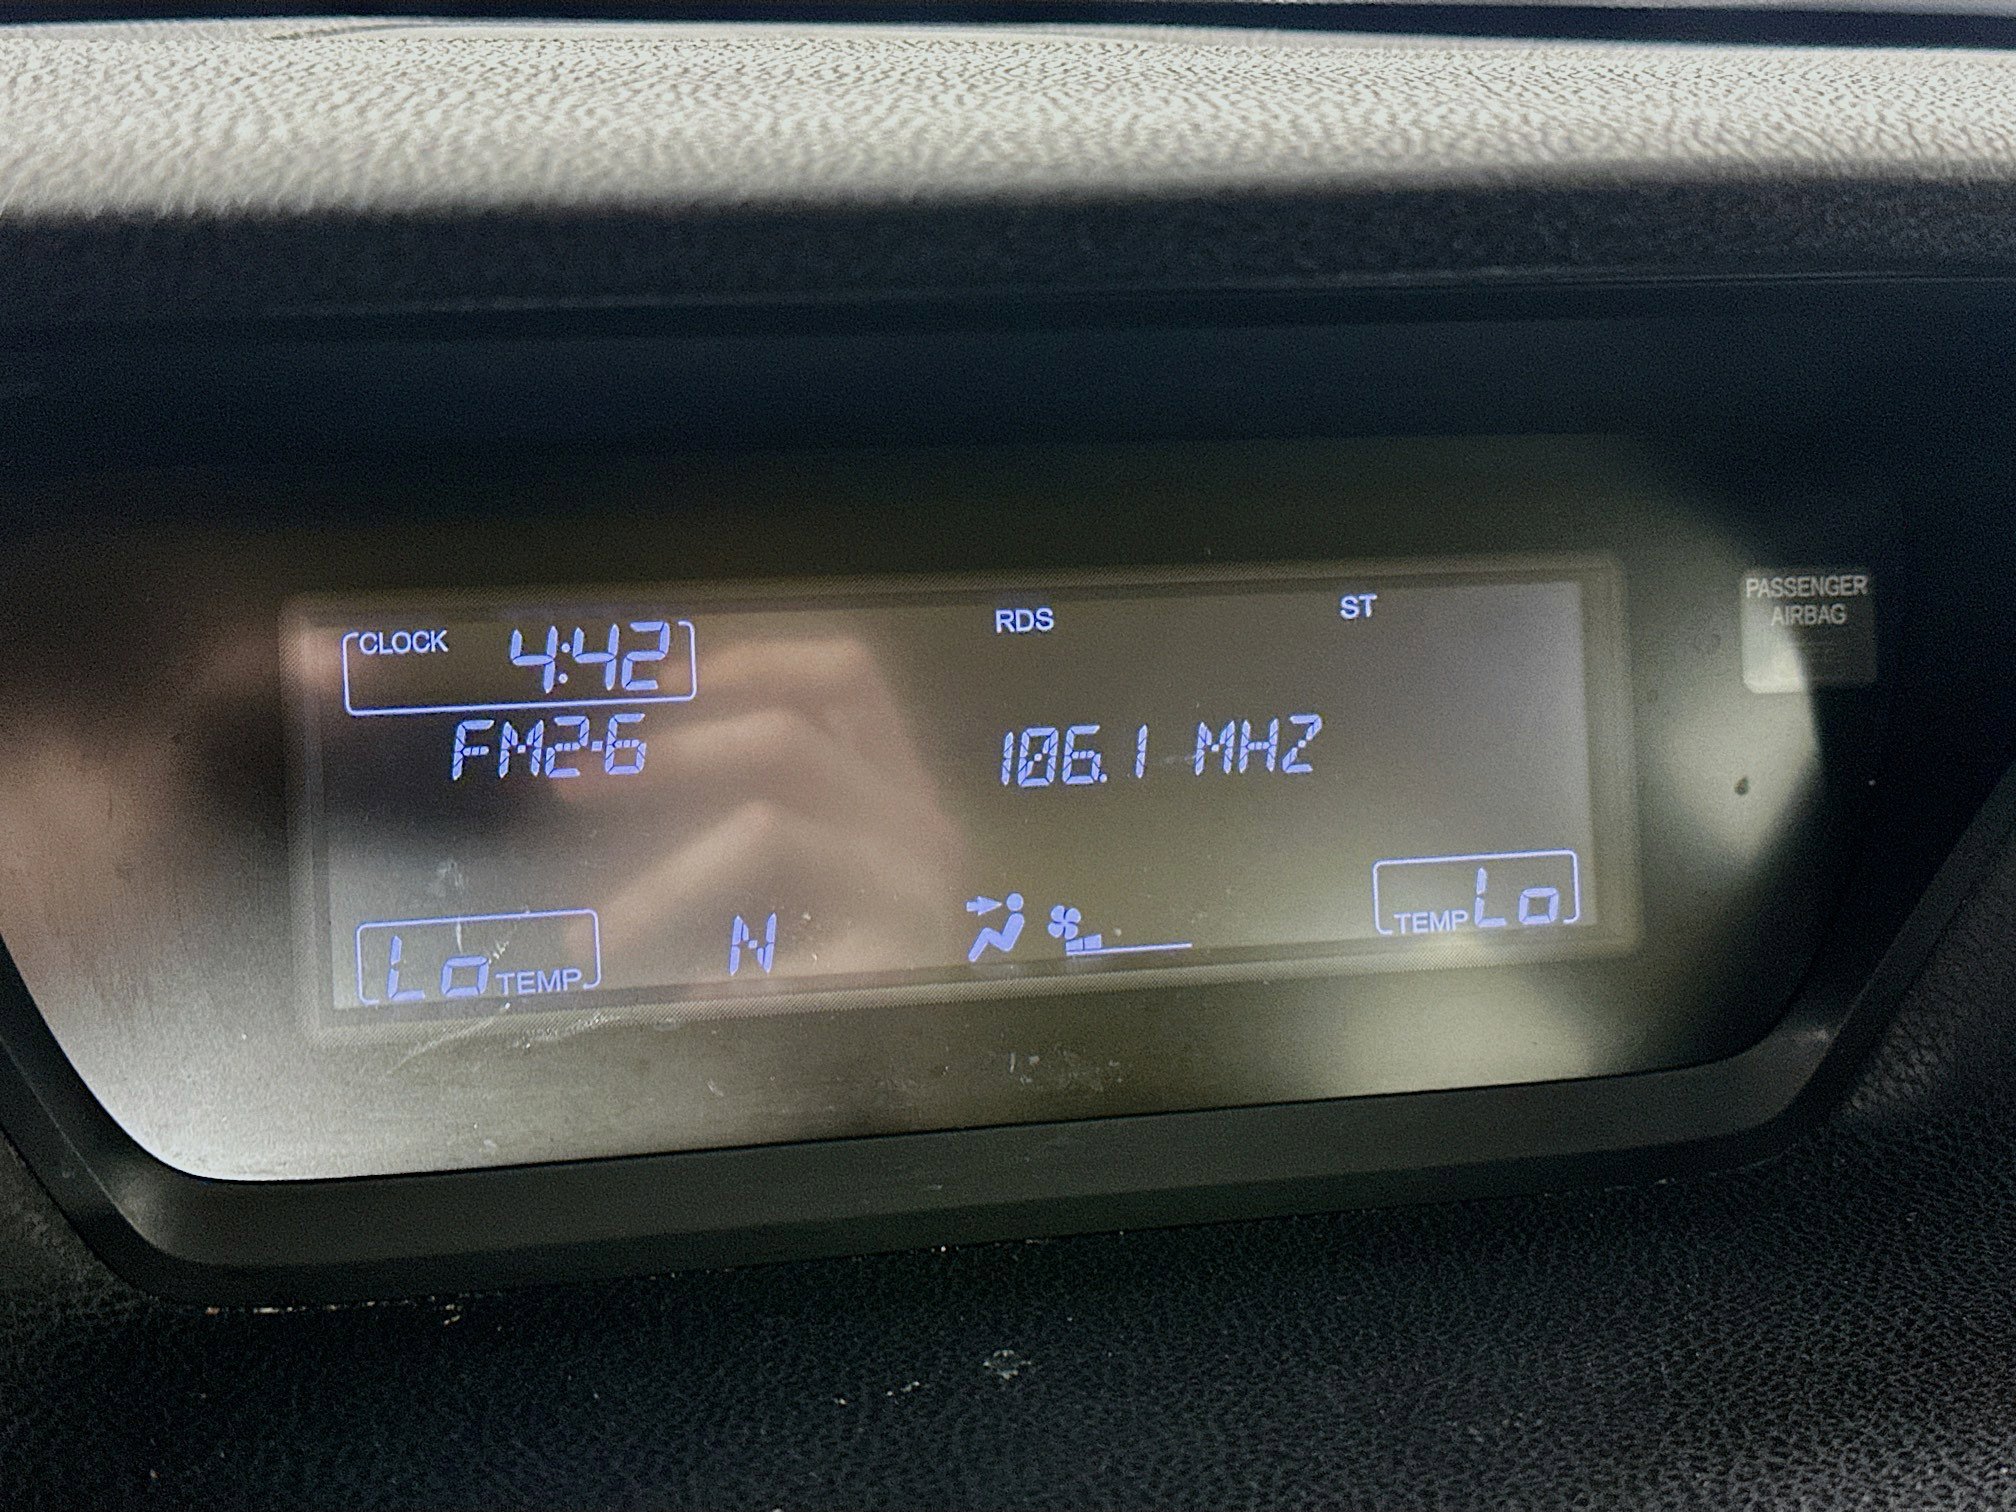 CLOCK 4:42
RDS
ST
PASSENGER
AIRBAG
FM2-6
106.1 MHZ
Lo TEMP
N
TEMP Lo